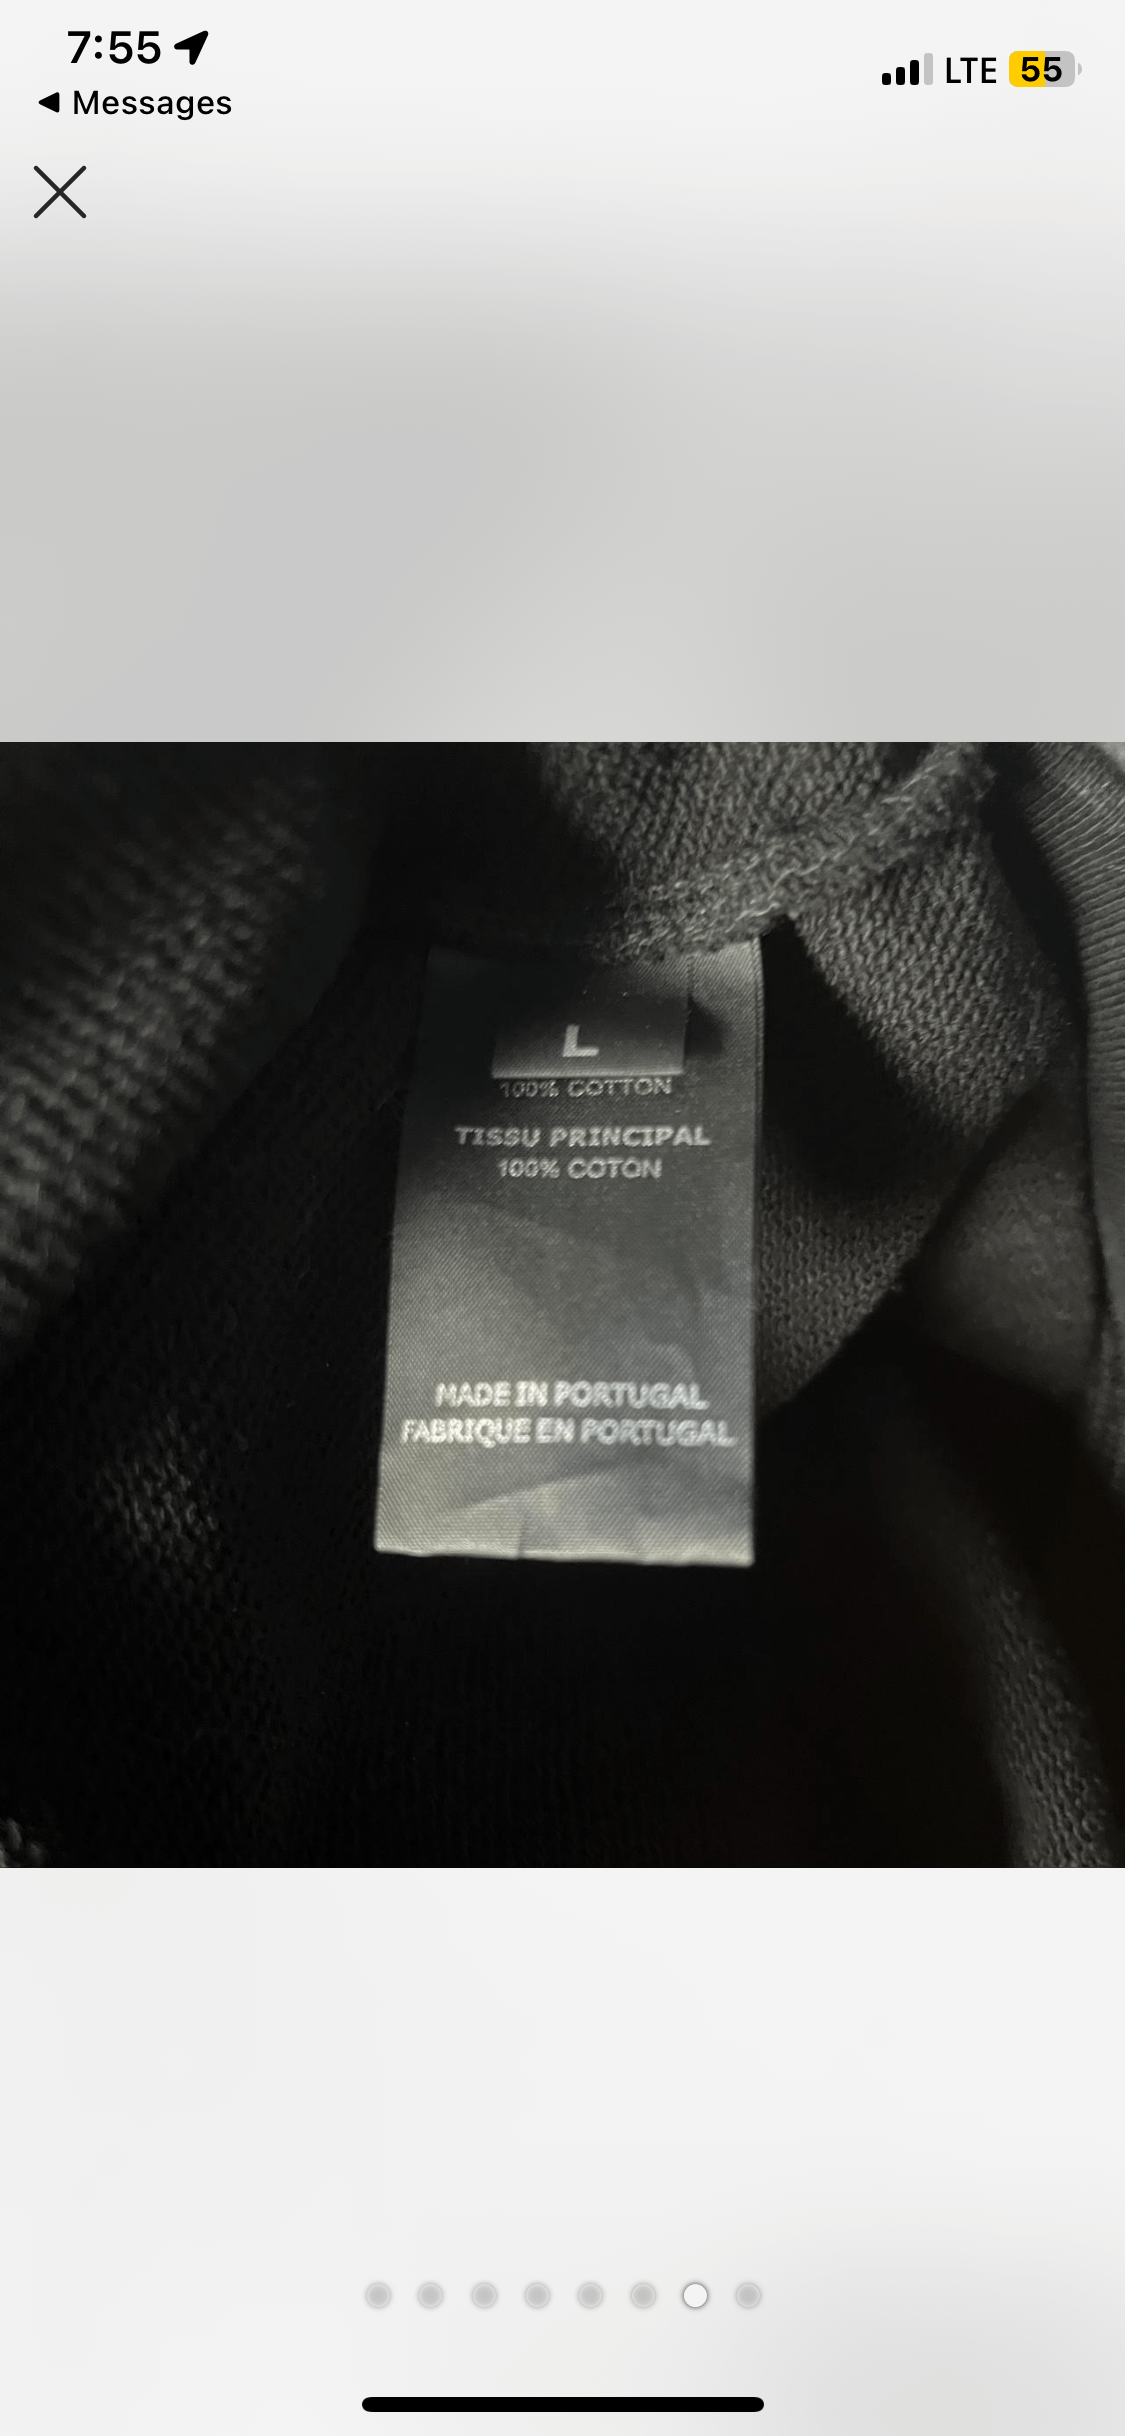 7:55
LTE 55
Messages
L
100% COTTON
TISSU PRINCIPAL
100% COTON
MADE IN PORTUGAL
FABRIQUE EN PORTUGAL